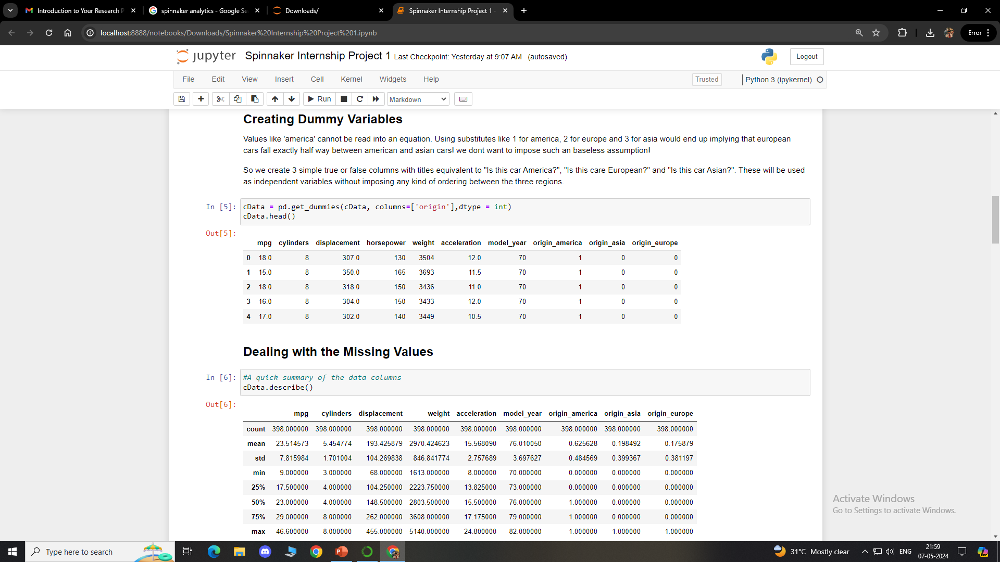 Introduction to Your Research P
spinnaker analytics - Google Se
Downloads/
Spinnaker Internship Project 1 -
localhost:8888/notebooks/Downloads/Spinnaker%20Internship%20Project%201.ipynb
Error
jupyter Spinnaker Internship Project 1 Last Checkpoint: Yesterday at 9:07 AM (autosaved)
Logout
File Edit View Insert Cell Kernel Widgets Help
Trusted
Python 3 (ipykernel)
Run
Markdown
Creating Dummy Variables
Values like 'america' cannot be read into an equation. Using substitutes like 1 for america, 2 for europe and 3 for asia would end up implying that european
cars fall exactly half way between american and asian cars! we dont want to impose such an baseless assumption!
So we create 3 simple true or false columns with titles equivalent to "Is this car America?", "Is this care European?" and "Is this car Asian?". These will be used
as independent variables without imposing any kind of ordering between the three regions.
In [5]: cData = pd.get_dummies(cData, columns=['origin'],dtype = int)
cData.head()
Out[5]:
mpg cylinders displacement horsepower weight acceleration model_year origin_america origin_asia origin_europe
0 18.0 8 307.0 130 3504 12.0 70 1 0 0
1 15.0 8 350.0 165 3693 11.5 70 1 0 0
2 18.0 8 318.0 150 3436 11.0 70 1 0 0
3 16.0 8 304.0 150 3433 12.0 70 1 0 0
4 17.0 8 302.0 140 3449 10.5 70 1 0 0
Dealing with the Missing Values
In [6]: #A quick summary of the data columns
cData.describe()
Out[6]:
mpg cylinders displacement weight acceleration model_year origin_america origin_asia origin_europe
count 398.000000 398.000000 398.000000 398.000000 398.000000 398.000000 398.000000 398.000000 398.000000
mean 23.514573 5.454774 193.425879 2970.424623 15.568090 76.010050 0.625628 0.198492 0.175879
std 7.815984 1.701004 104.269838 846.841774 2.757689 3.697627 0.484569 0.399367 0.381197
min 9.000000 3.000000 68.000000 1613.000000 8.000000 70.000000 0.000000 0.000000 0.000000
25% 17.500000 4.000000 104.250000 2223.750000 13.825000 73.000000 0.000000 0.000000 0.000000
50% 23.000000 4.000000 148.500000 2803.500000 15.500000 76.000000 1.000000 0.000000 0.000000
75% 29.000000 8.000000 262.000000 3608.000000 17.175000 79.000000 1.000000 0.000000 0.000000
max 46.600000 8.000000 455.000000 5140.000000 24.800000 82.000000 1.000000 1.000000 1.000000
Activate Windows
Go to Settings to activate Windows.
Type here to search
31°C Mostly clear
ENG
21:59
07-05-2024